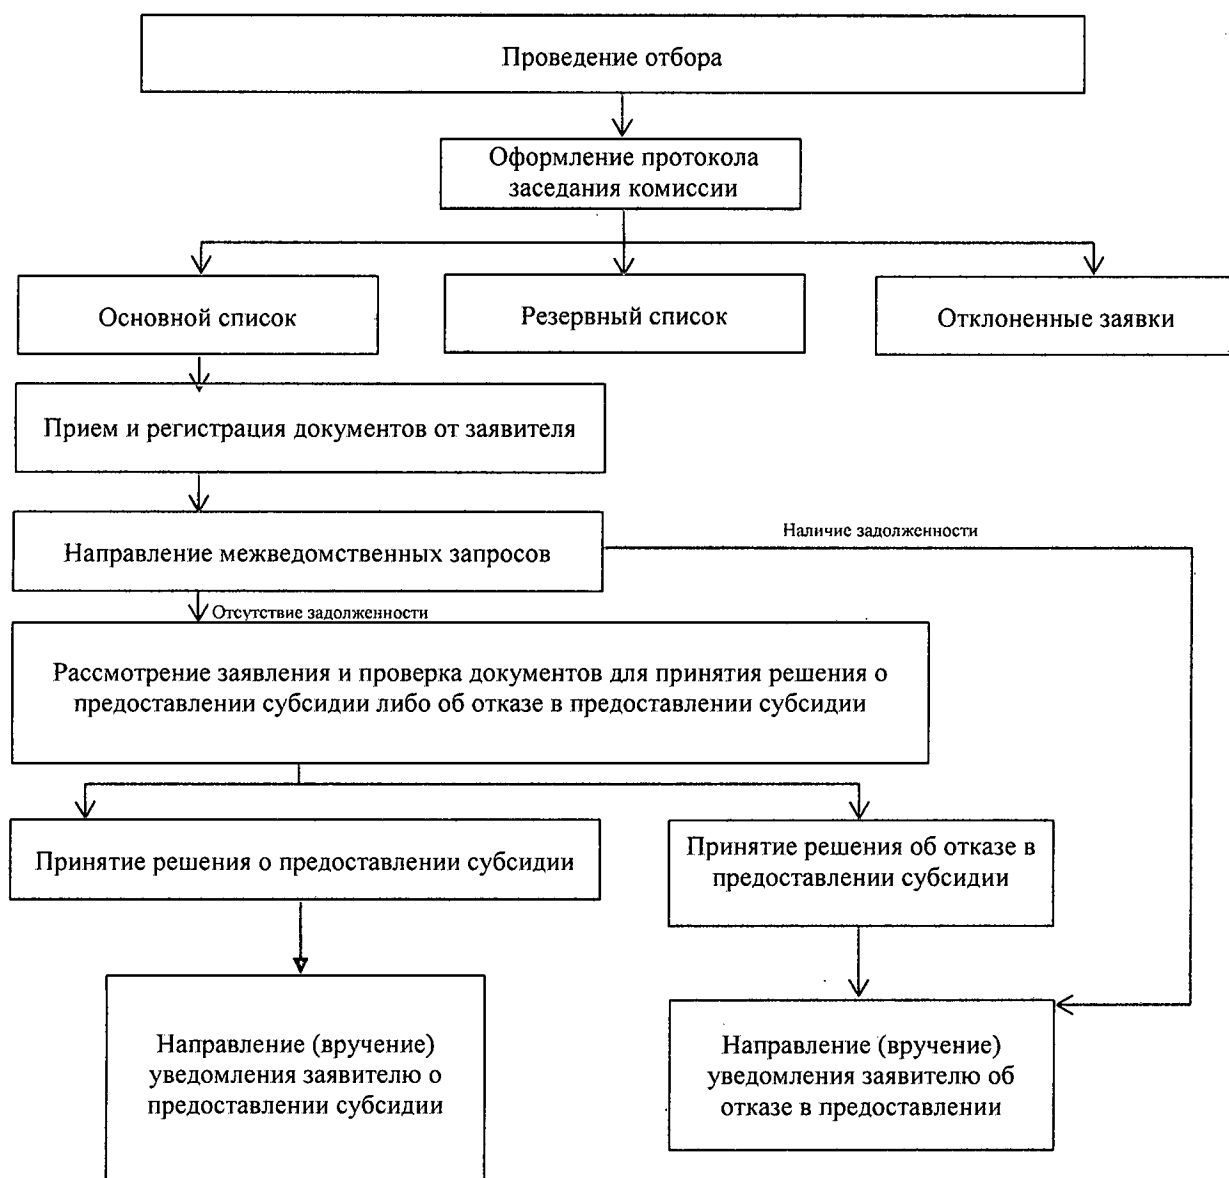 Проведение отбора
Оформление протокола
заседания комиссии
Основной список
Резервный список
Отклоненные заявки
Прием и регистрация документов от заявителя
Направление межведомственных запросов
Наличие задолженности
Отсутствие задолженности
Рассмотрение заявления и проверка документов для принятия решения о
предоставлении субсидии либо об отказе в предоставлении субсидии
Принятие решения о предоставлении субсидии
Принятие решения об отказе в
предоставлении субсидии
Направление (вручение)
уведомления заявителю о
предоставлении субсидии
Направление (вручение)
уведомления заявителю об
отказе в предоставлении